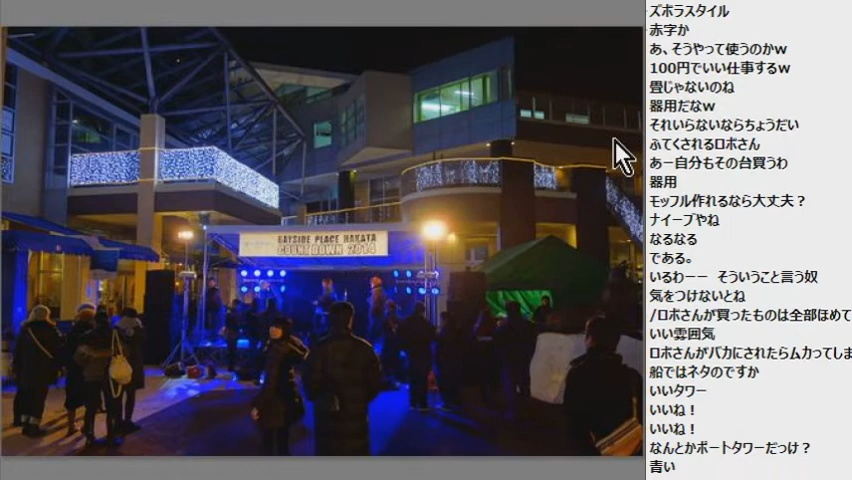 BAYSIDE PLACE HAKATA
COUNT DOWN 2014
ズボラスタイル
赤字か
あ、そうやって使うのかw
100円でいい仕事するw
畳じゃないのね
器用だなw
それいらないならちょうだい
ふてくされるロボさん
あー自分もその台買うわ
器用
モッフル作れるなら大丈夫？
ナイーブやね
なるなる
である。
いるわーー そういうこと言う奴
気をつけないとね
/ロボさんが買ったものは全部ほめて
いい雰囲気
ロボさんがバカにされたらムカってしま
船ではネタのですか
いいタワー
いいね！
いいね！
なんとかポートタワーだっけ？
青い